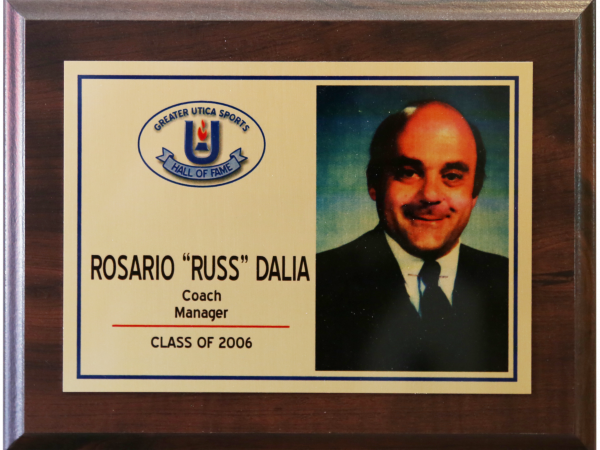 GREATER UTICA SPORTS
U
HALL OF FAME
ROSARIO “RUSS” DALIA
Coach
Manager
CLASS OF 2006